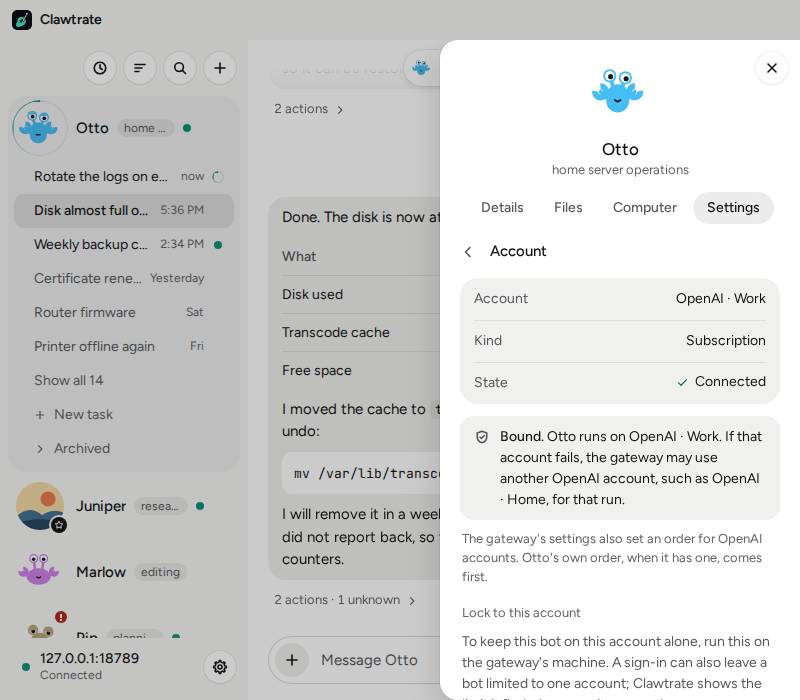 Clawtrate
Otto
home ...
Rotate the logs on e... now
Disk almost full o... 5:36 PM
Weekly backup c... 2:34 PM
Certificate rene... Yesterday
Router firmware Sat
Printer offline again Fri
Show all 14
New task
Archived
Juniper
resea...
Marlow
editing
Pip
planni...
127.0.0.1:18789
Connected
2 actions
Done. The disk is now at
What
Disk used
Transcode cache
Free space
I moved the cache to
undo:
mv /var/lib/transco
I will remove it in a week
did not report back, so
counters.
2 actions · 1 unknown
Message Otto
Otto
home server operations
Details Files Computer Settings
Account
Account OpenAI · Work
Kind Subscription
State Connected
Bound. Otto runs on OpenAI · Work. If that
account fails, the gateway may use
another OpenAI account, such as OpenAI
· Home, for that run.
The gateway's settings also set an order for OpenAI
accounts. Otto's own order, when it has one, comes
first.
Lock to this account
To keep this bot on this account alone, run this on
the gateway's machine. A sign-in can also leave a
bot limited to one account; Clawtrate shows the